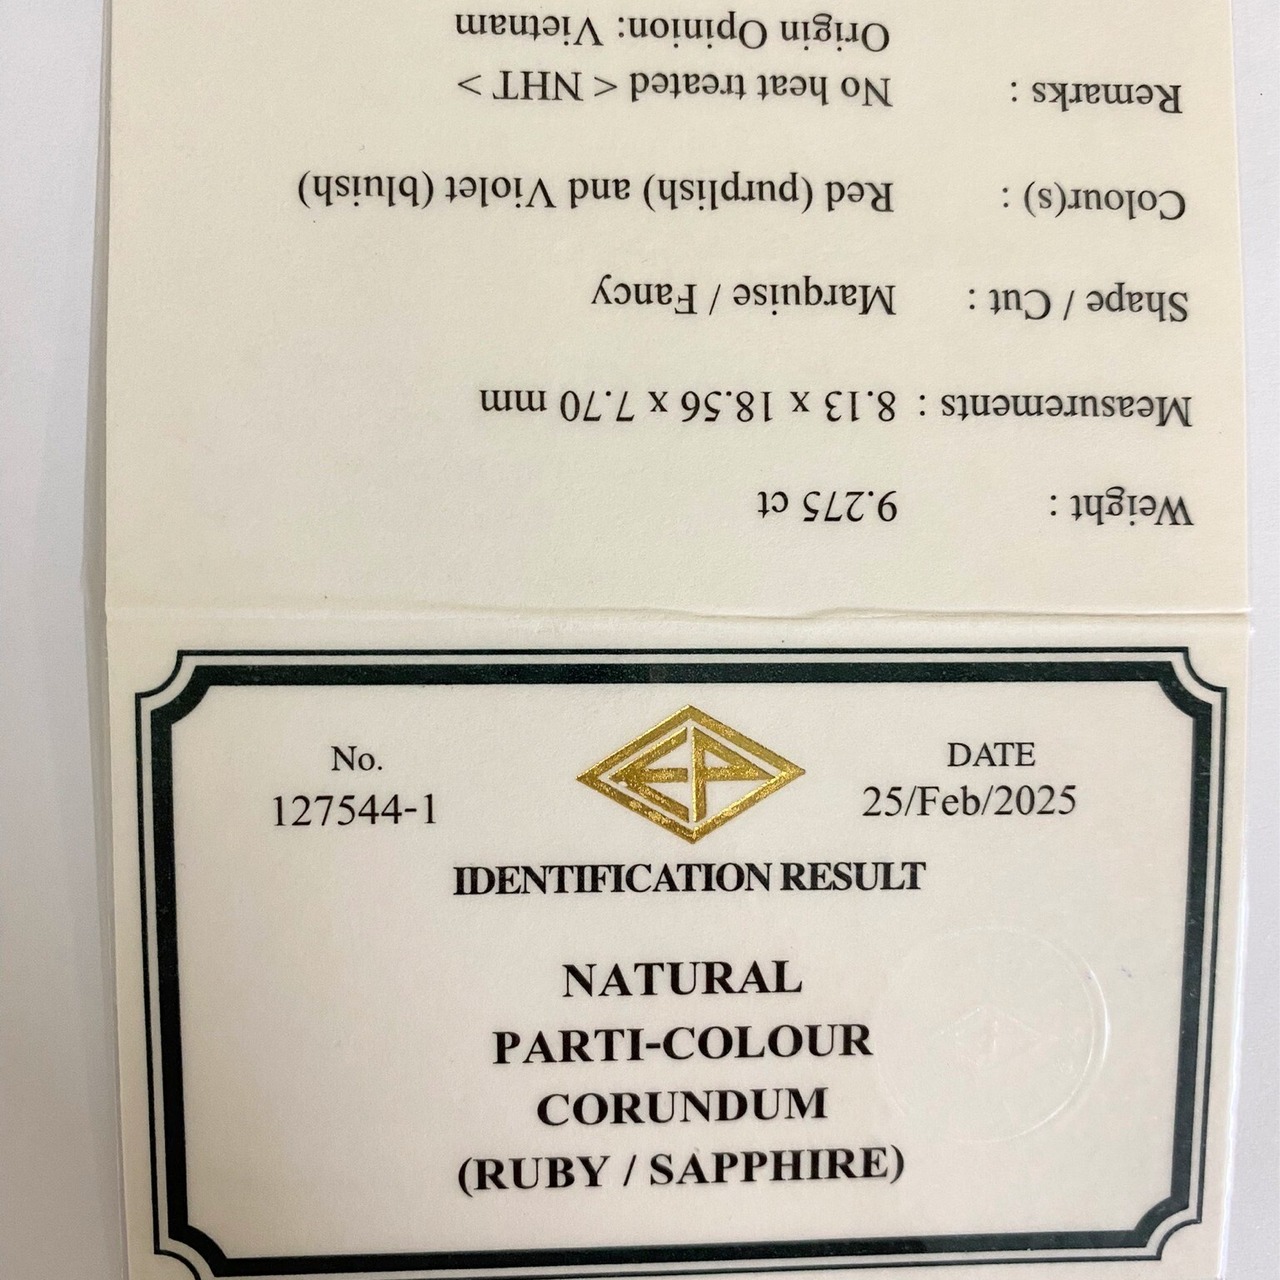 No.
127544-1
EP
DATE
25/Feb/2025
IDENTIFICATION RESULT
NATURAL
PARTI-COLOUR
CORUNDUM
(RUBY / SAPPHIRE)
Weight : 9.275 ct
Measurements : 8.13 x 18.56 x 7.70 mm
Shape / Cut : Marquise / Fancy
Colour(s) : Red (purplish) and Violet (bluish)
Remarks : No heat treated < NHT >
Origin Opinion: Vietnam